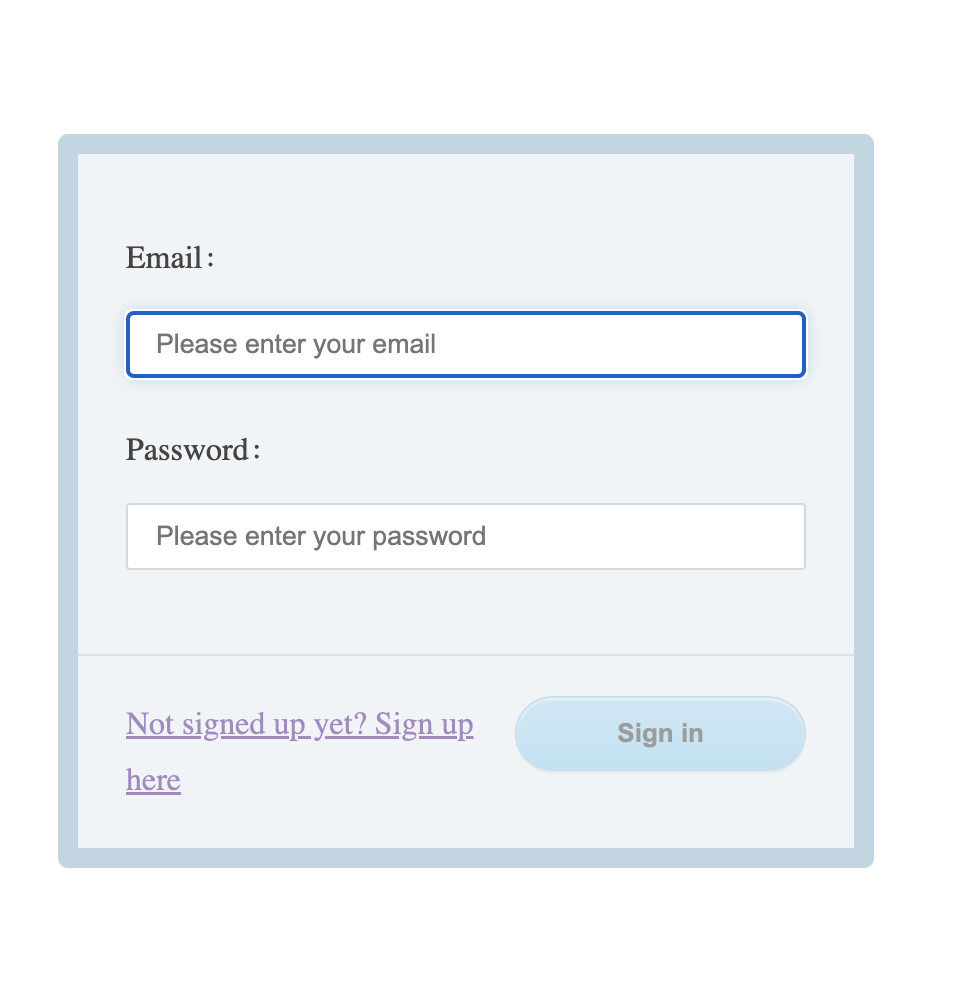 Email:
Please enter your email
Password:
Please enter your password
Not signed up yet? Sign up
here
Sign in